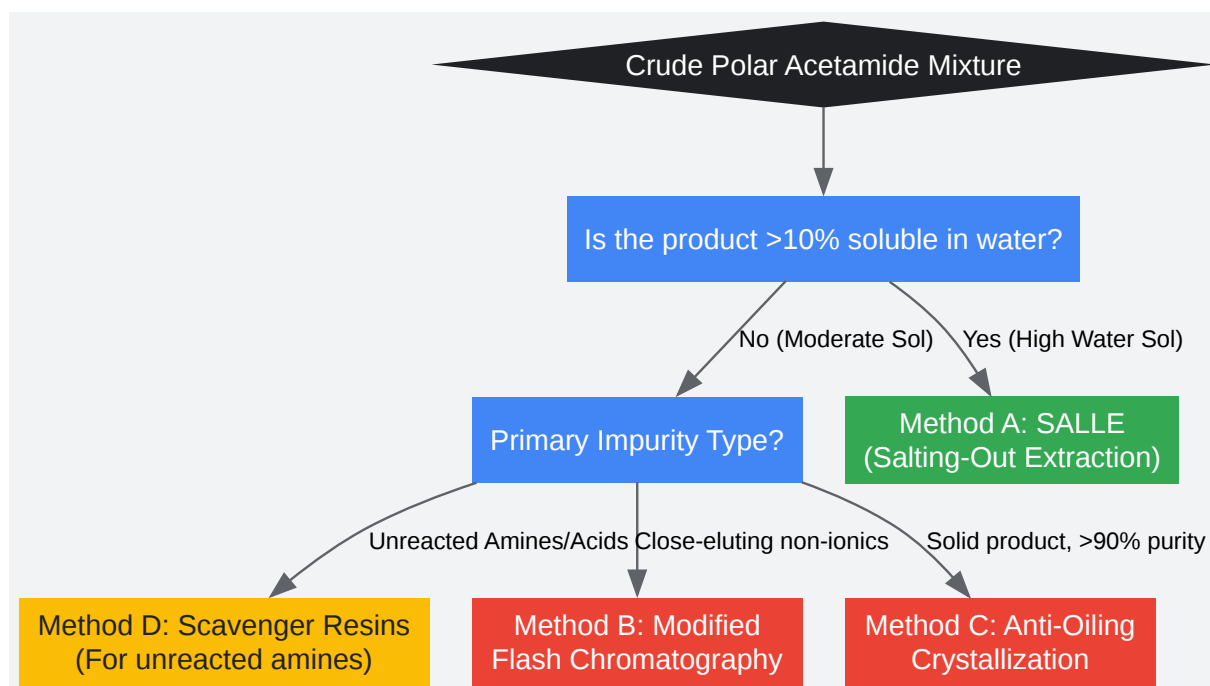 Crude Polar Acetamide Mixture
Is the product >10% soluble in water?
No (Moderate Sol)
Yes (High Water Sol)
Primary Impurity Type?
Method A: SALLE
(Salting-Out Extraction)
Unreacted Amines/Acids
Close-eluting non-ionics
Solid product, >90% purity
Method D: Scavenger Resins
(For unreacted amines)
Method B: Modified
Flash Chromatography
Method C: Anti-Oiling
Crystallization